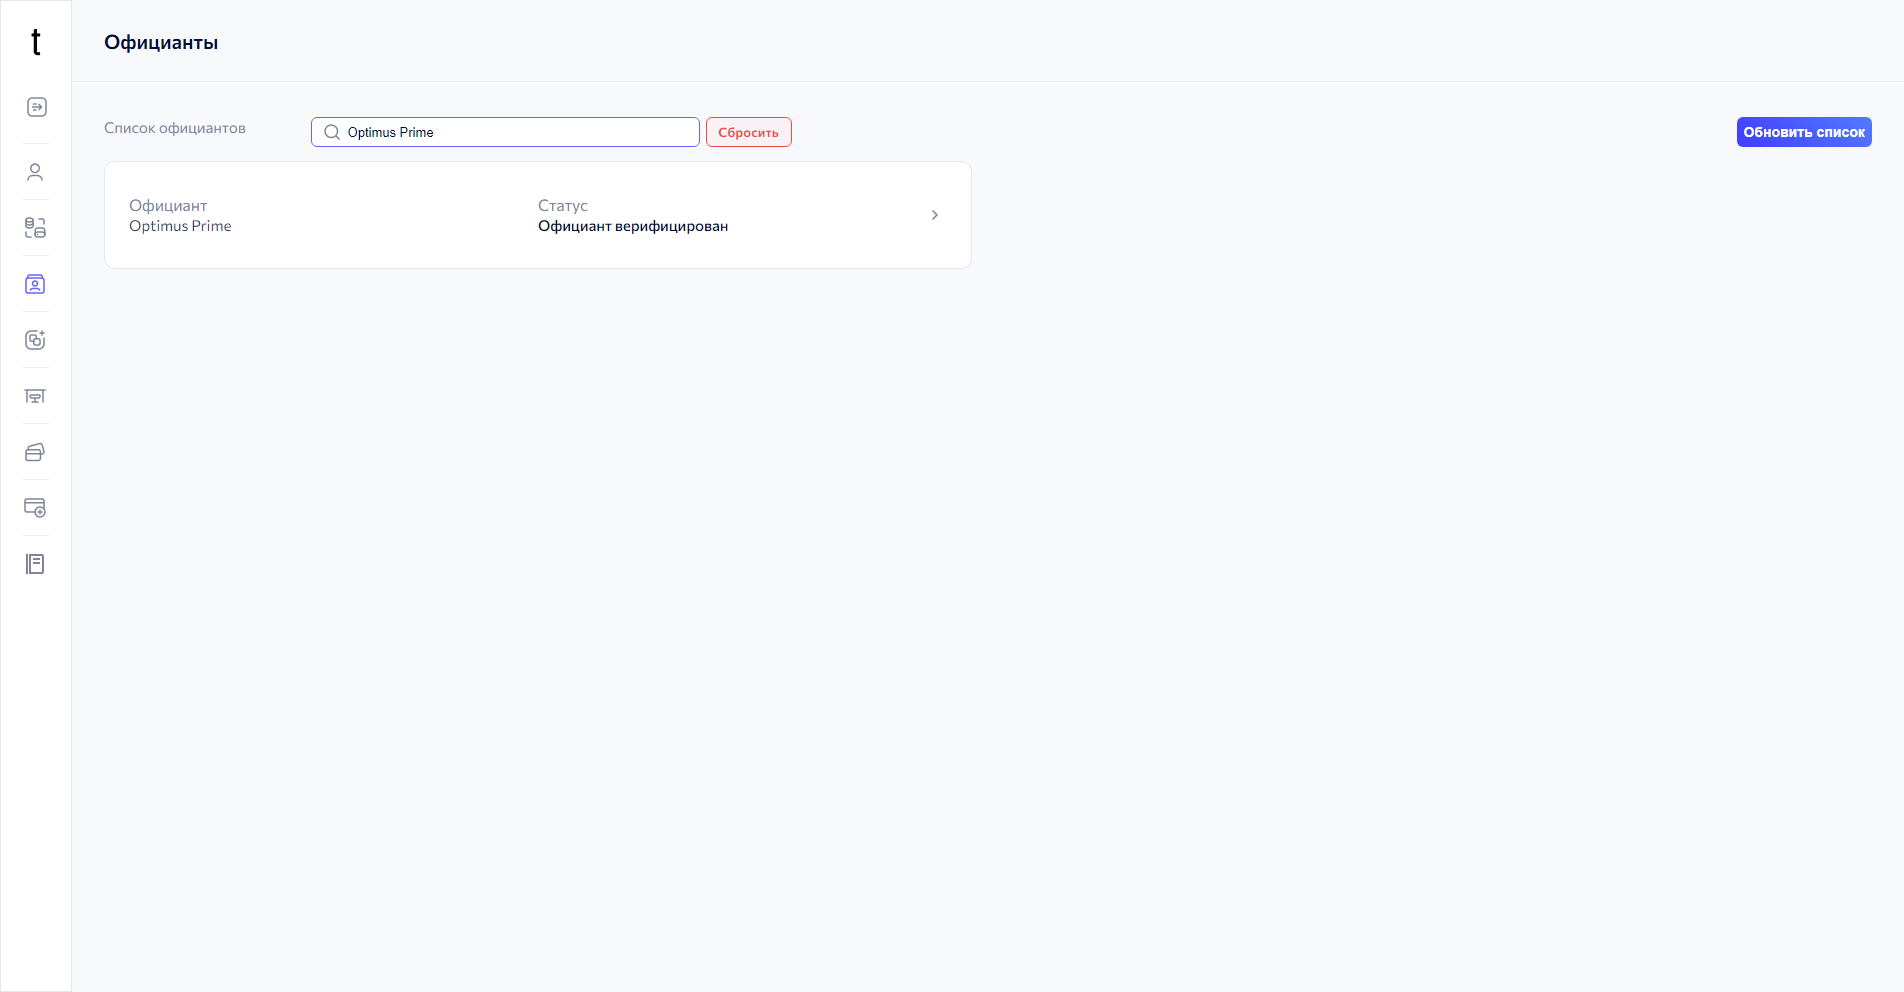 t
Официанты
Список официантов
Optimus Prime
Сбросить
Обновить список
Официант
Optimus Prime
Статус
Официант верифицирован